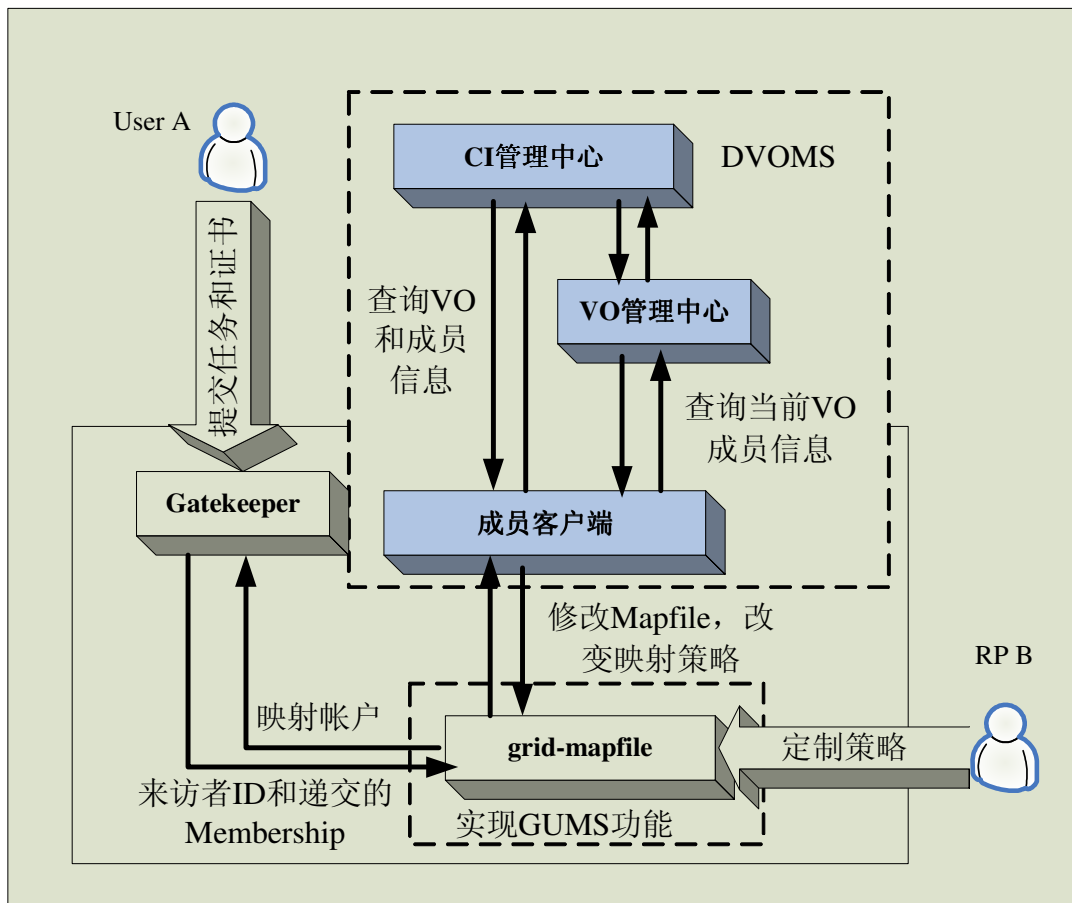 User A
提交任务和证书
CI管理中心
DVOMS
查询VO
和成员
信息
VO管理中心
查询当前VO
成员信息
Gatekeeper
成员客户端
修改Mapfile，改
变映射策略
RP B
映射帐户
grid-mapfile
定制策略
来访者ID和递交的
Membership
实现GUMS功能